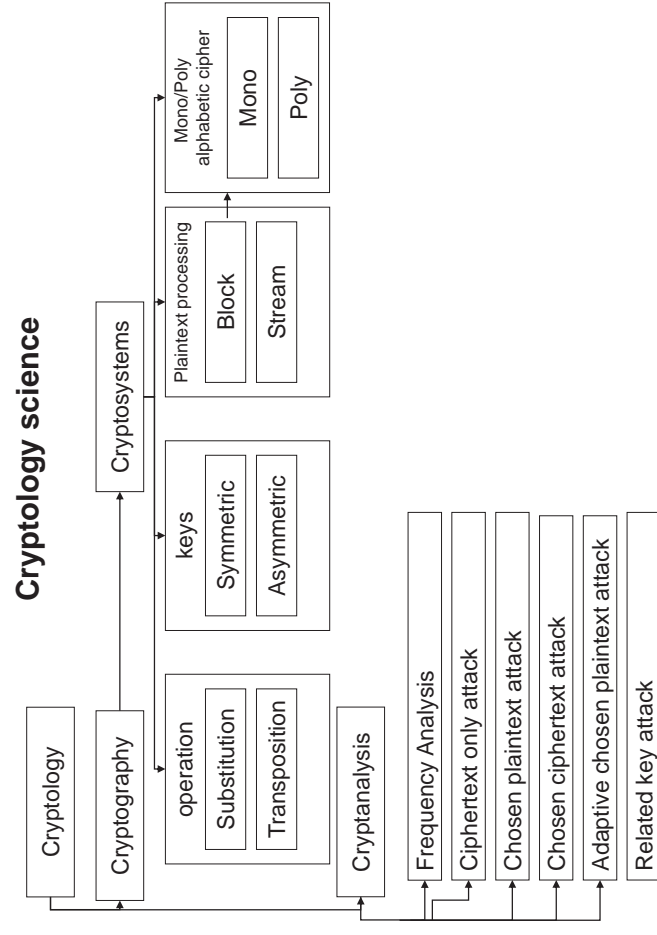 Cryptology science
Cryptology
Cryptography
Cryptosystems
operation
Substitution
Transposition
keys
Symmetric
Asymmetric
Plaintext processing
Block
Stream
Mono/Poly
alphabetic cipher
Mono
Poly
Cryptanalysis
Frequency Analysis
Ciphertext only attack
Chosen plaintext attack
Chosen ciphertext attack
Adaptive chosen plaintext attack
Related key attack